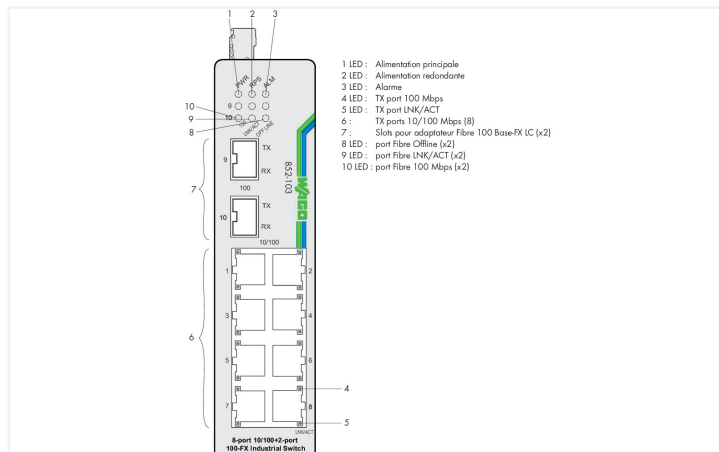 1 2 3
PWR RPS ALM
9
10
10
9
8
100 LNK/ACT OFF LINE
TX
9
RX
100
852-103
WAGO
7
TX
10
RX
10/100
1 2
3 4
6
5 6
4
7 8
5
LNK/ACT
8-port 10/100+2-port
100-FX Industrial Switch
1 LED : Alimentation principale
2 LED : Alimentation redondante
3 LED : Alarme
4 LED : TX port 100 Mbps
5 LED : TX port LNK/ACT
6 : TX ports 10/100 Mbps (8)
7 : Slots pour adaptateur Fibre 100 Base-FX LC (x2)
8 LED : port Fibre Offline (x2)
9 LED : port Fibre LNK/ACT (x2)
10 LED : port Fibre 100 Mbps (x2)